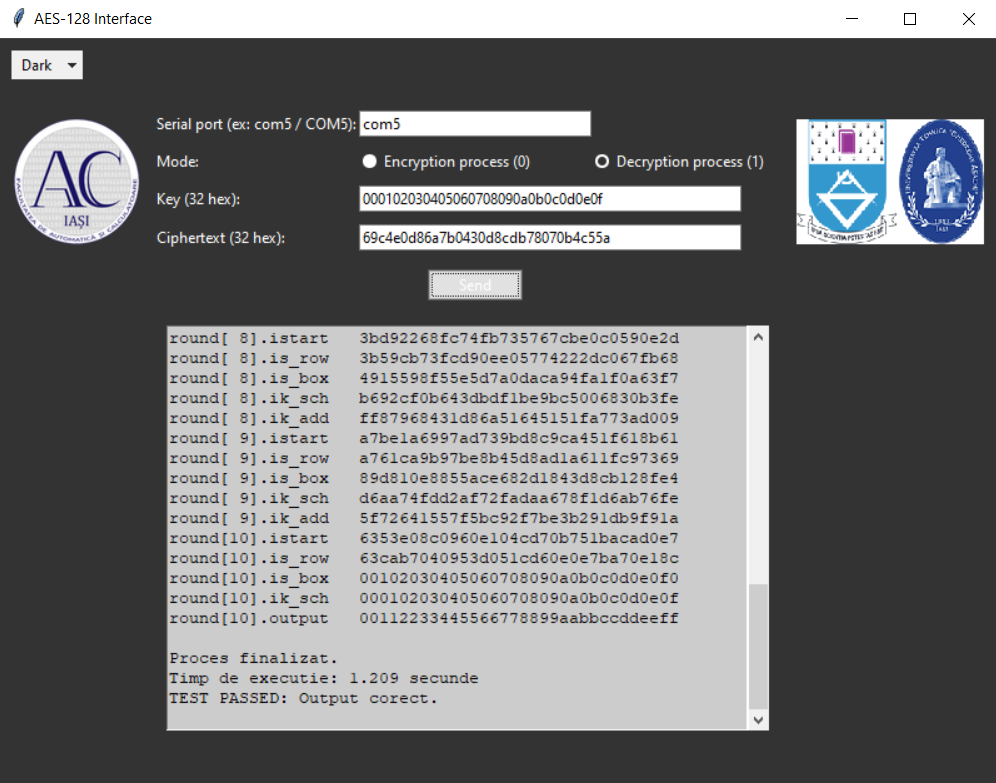 AES-128 Interface
Dark
Serial port (ex: com5 / COM5): com5
Mode: Encryption process (0) Decryption process (1)
Key (32 hex): 000102030405060708090a0b0c0d0e0f
Ciphertext (32 hex): 69c4e0d86a7b0430d8cdb78070b4c55a
AC
IAȘI
FACULTATEA DE AUTOMATICĂ ȘI CALCULATOARE
Send
round[ 8].istart 3bd92268fc74fb735767cbe0c0590e2d
round[ 8].is_row 3b59cb73fcd90ee05774222dc067fb68
round[ 8].is_box 4915598f55e5d7a0daca94fa1f0a63f7
round[ 8].ik_sch b692cf0b643dbdf1be9bc5006830b3fe
round[ 8].ik_add ff87968431d86a51645151fa773ad009
round[ 9].istart a7be1a6997ad739bd8c9ca451f618b61
round[ 9].is_row a761ca9b97be8b45d8ad1a611fc97369
round[ 9].is_box 89d810e8855ace682d1843d8cb128fe4
round[ 9].ik_sch d6aa74fdd2af72fadaa678f1d6ab76fe
round[ 9].ik_add 5f72641557f5bc92f7be3b291db9f91a
round[10].istart 6353e08c0960e104cd70b751bacad0e7
round[10].is_row 63cab7040953d051cd60e0e7ba70e18c
round[10].is_box 00102030405060708090a0b0c0d0e0f0
round[10].ik_sch 000102030405060708090a0b0c0d0e0f
round[10].output 00112233445566778899aabbccddeeff
Proces finalizat.
Timp de executie: 1.209 secunde
TEST PASSED: Output corect.